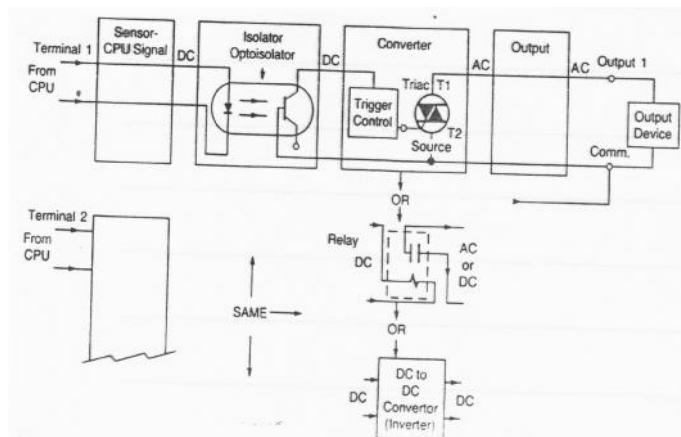 Sensor-
CPU Signal
Isolator
Optoisolator
Converter
Output
Terminal 1
From
CPU
DC
DC
AC
AC
Output 1
Triac T1
T2
Trigger
Control
Source
Output
Device
Comm.
OR
Terminal 2
From
CPU
Relay
DC
AC
or
DC
SAME
OR
DC
DC to
DC
Convertor
(Inverter)
DC